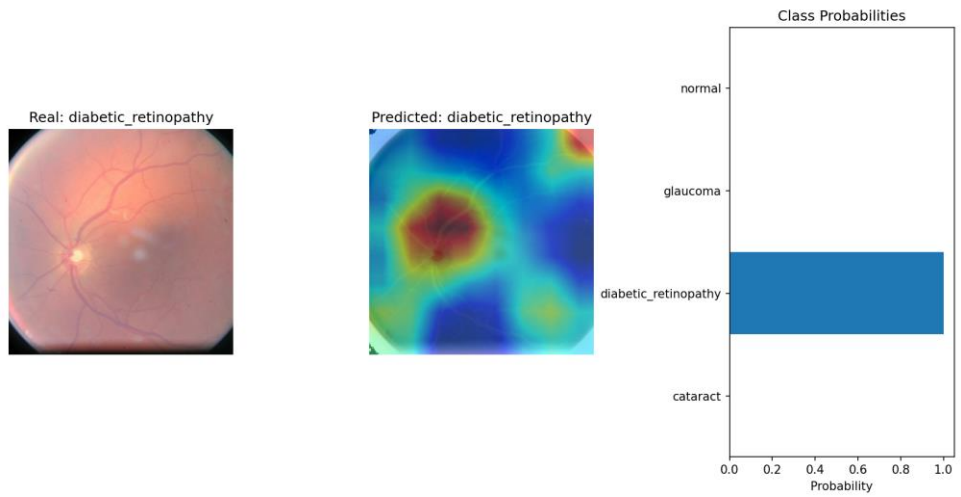 Class Probabilities
Real: diabetic_retinopathy
Predicted: diabetic_retinopathy
normal
glaucoma
diabetic_retinopathy
cataract
0.0 0.2 0.4 0.6 0.8 1.0
Probability